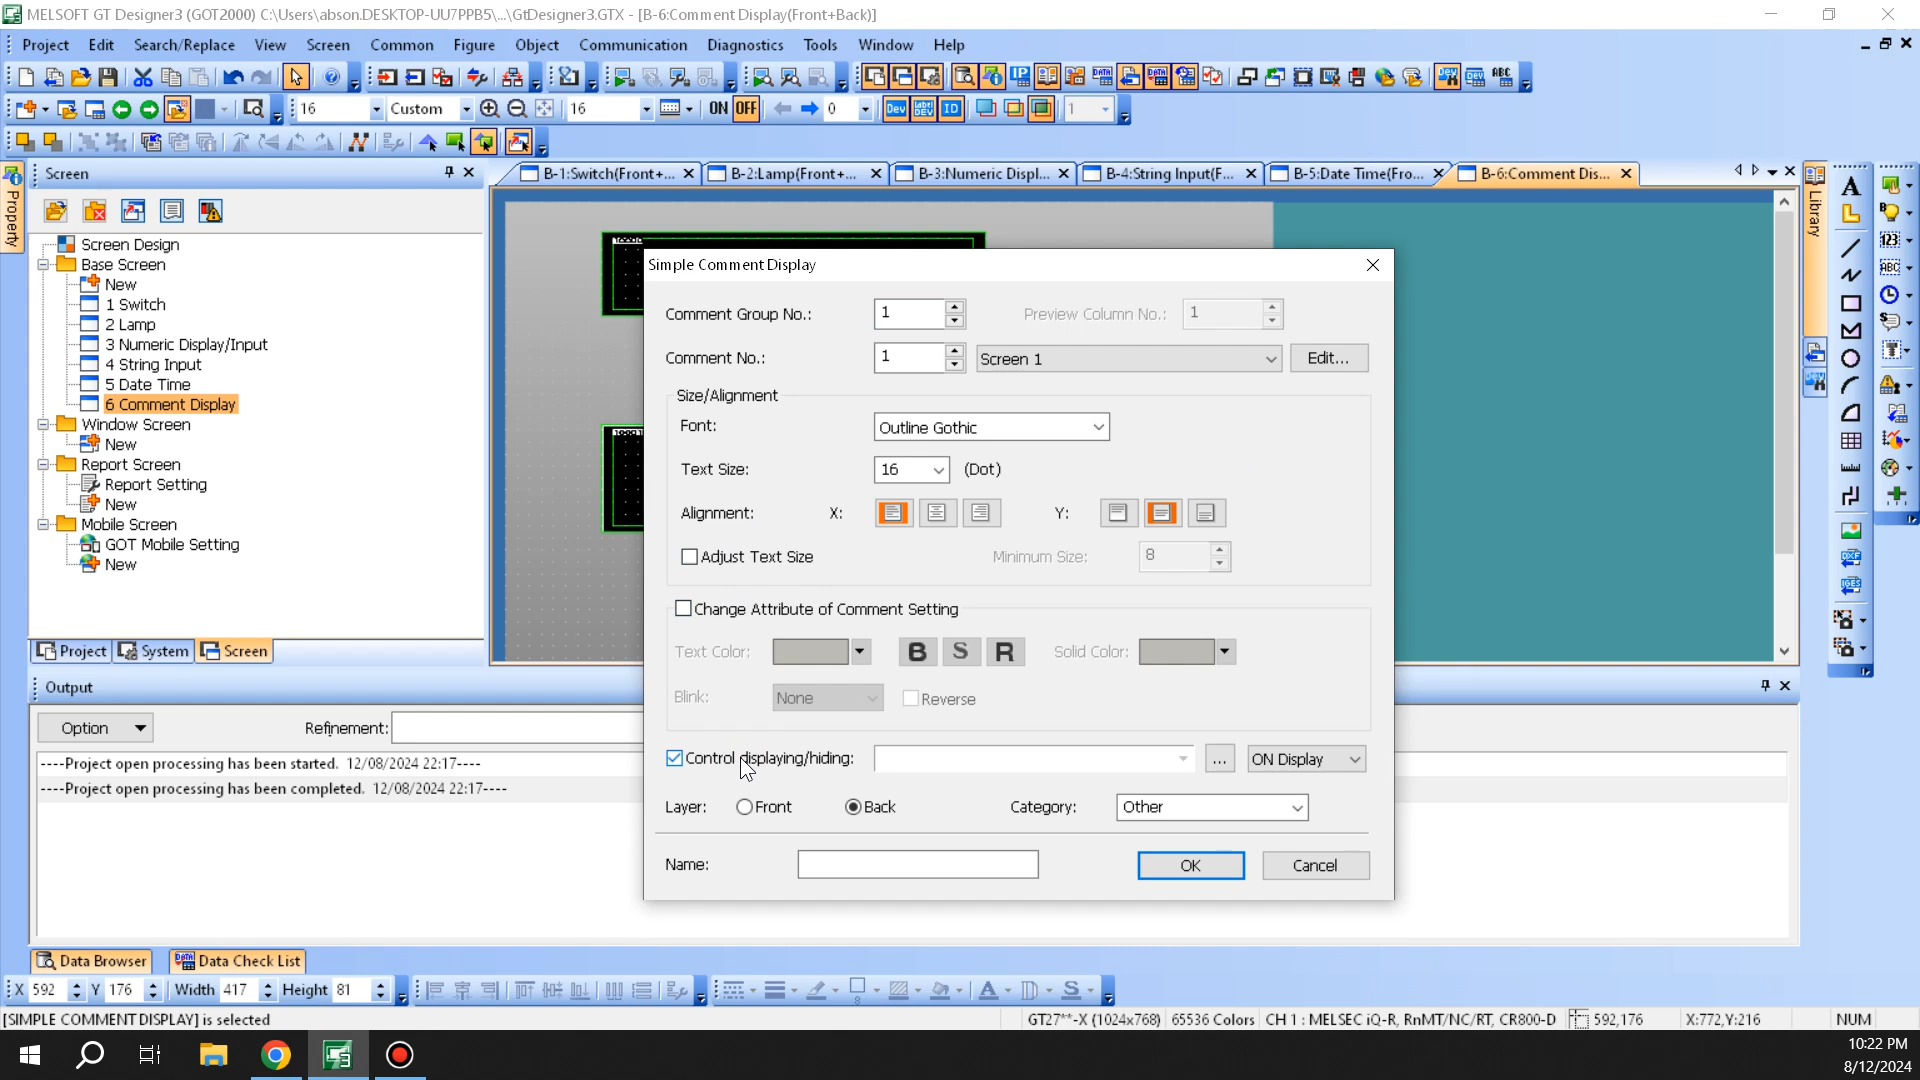 MELSOFT GT Designer3 (GOT2000) C:\Users\abson.DESKTOP-UU7PPB5\...\GtDesigner3.GTX - [B-6:Comment Display(Front+Back)]
Project Edit Search/Replace View Screen Common Figure Object Communication Diagnostics Tools Window Help
16 Custom 16 ON OFF 0 Dev ID 1
Screen
B-1:Switch(Front+... B-2:Lamp(Front+... B-3:Numeric Displ... B-4:String Input(F... B-5:Date Time(Fro... B-6:Comment Dis...
Property
Library
Screen Design
Base Screen
New
1 Switch
2 Lamp
3 Numeric Display/Input
4 String Input
5 Date Time
6 Comment Display
Window Screen
New
Report Screen
Report Setting
New
Mobile Screen
GOT Mobile Setting
New
Project System Screen
Simple Comment Display
Comment Group No.: 1 Preview Column No.: 1
Comment No.: 1 Screen 1 Edit...
Size/Alignment
Font: Outline Gothic
Text Size: 16 (Dot)
Alignment: X: Y:
Adjust Text Size Minimum Size: 8
Change Attribute of Comment Setting
Text Color: B S R Solid Color:
Blink: None Reverse
Control displaying/hiding: ... ON Display
Layer: Front Back Category: Other
Name: OK Cancel
Output
Option Refinement:
----Project open processing has been started. 12/08/2024 22:17----
----Project open processing has been completed. 12/08/2024 22:17----
Data Browser Data Check List
X 592 Y 176 Width 417 Height 81
[SIMPLE COMMENT DISPLAY] is selected GT27**-X (1024x768) 65536 Colors CH 1 : MELSEC iQ-R, RnMT/NC/RT, CR800-D 592,176 X:772,Y:216 NUM
10:22 PM
8/12/2024